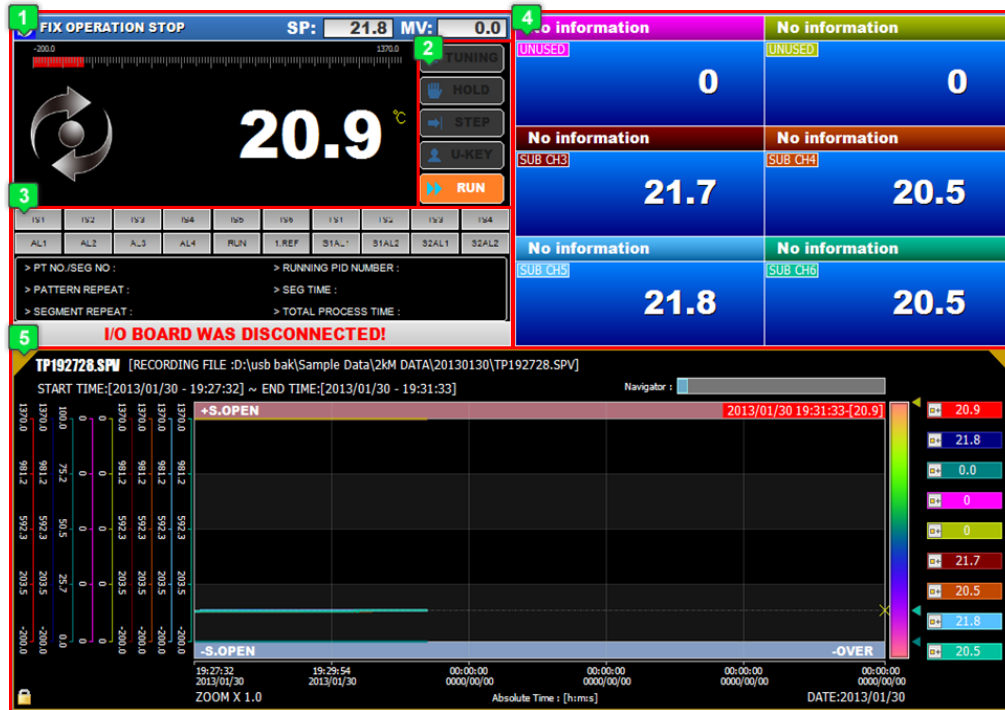 1
FIX OPERATION STOP SP: 21.8 MV: 0.0
-200.0 1370.0
20.9 ℃
2
TUNING
HOLD
STEP
U-KEY
RUN
3
IS1 IS2 IS3 IS4 IS5 IS6 TS1 TS2 TS3 TS4
AL1 AL2 AL3 AL4 RUN 1.REF S1AL1 S1AL2 S2AL1 S2AL2
> PT NO./SEG NO : > RUNNING PID NUMBER :
> PATTERN REPEAT : > SEG TIME :
> SEGMENT REPEAT : > TOTAL PROCESS TIME :
I/O BOARD WAS DISCONNECTED!
4
No information No information
UNUSED UNUSED
0 0
No information No information
SUB CH3 SUB CH4
21.7 20.5
No information No information
SUB CH5 SUB CH6
21.8 20.5
5
TP192728.SPV [RECORDING FILE :D:\usb bak\Sample Data\2kM DATA\20130130\TP192728.SPV]
START TIME:[2013/01/30 - 19:27:32] ~ END TIME:[2013/01/30 - 19:31:33] Navigator :
1370.0 1370.0 100.0 0 0 1370.0 1370.0 1370.0 1370.0
981.2 981.2 75.2 0 0 981.2 981.2 981.2 981.2
592.3 592.3 50.5 0 0 592.3 592.3 592.3 592.3
203.5 203.5 25.7 0 0 203.5 203.5 203.5 203.5
-200.0 -200.0 0.0 0 0 -200.0 -200.0 -200.0 -200.0
+S.OPEN 2013/01/30 19:31:33-[20.9]
-S.OPEN -OVER
20.9
21.8
0.0
0
0
21.7
20.5
21.8
20.5
19:27:32 19:29:54 00:00:00 00:00:00 00:00:00 00:00:00
2013/01/30 2013/01/30 0000/00/00 0000/00/00 0000/00/00 0000/00/00
ZOOM X 1.0 Absolute Time : [h:m:s] DATE:2013/01/30